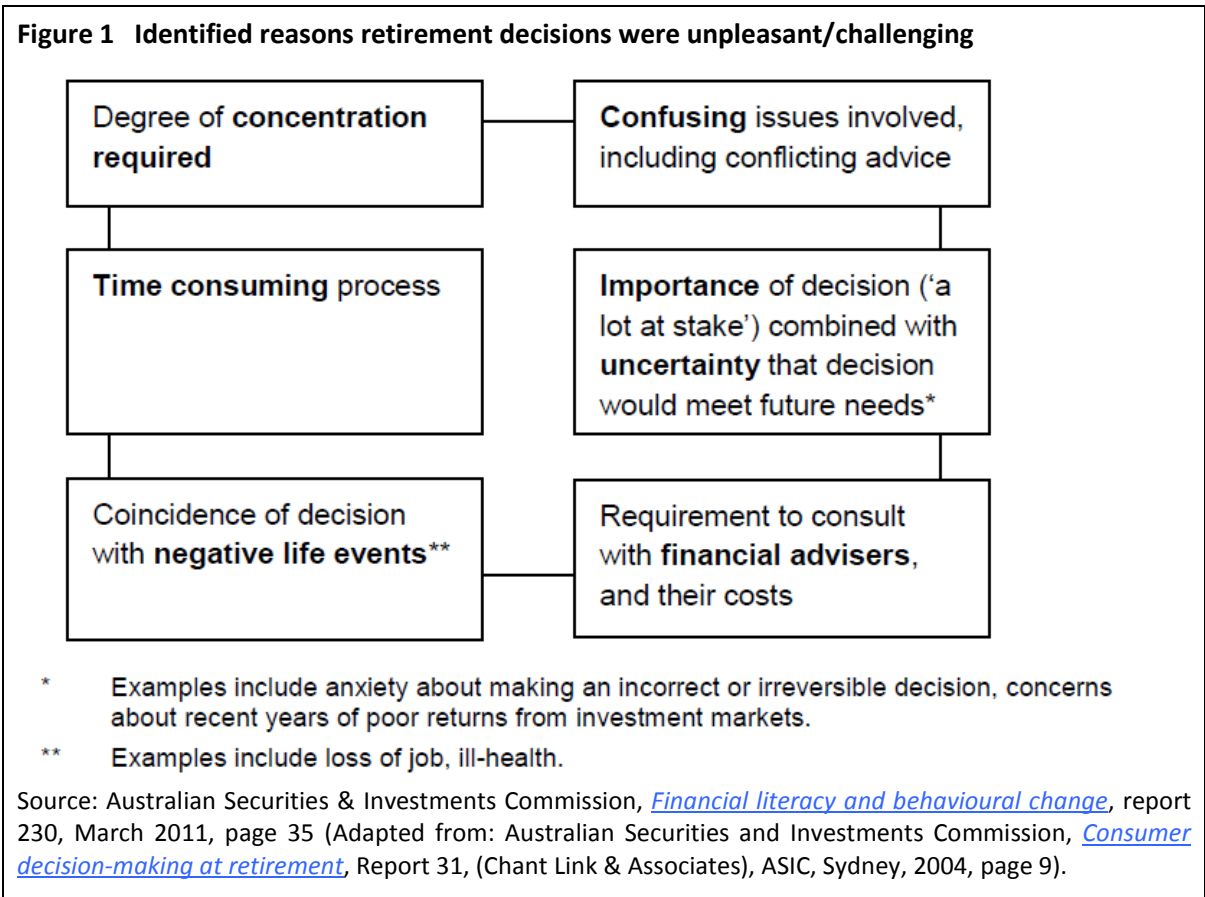 Figure 1 Identified reasons retirement decisions were unpleasant/challenging
Degree of concentration
required
Confusing issues involved,
including conflicting advice
Time consuming process
Importance of decision (‘a
lot at stake’) combined with
uncertainty that decision
would meet future needs*
Coincidence of decision
with negative life events**
Requirement to consult
with financial advisers,
and their costs
* Examples include anxiety about making an incorrect or irreversible decision, concerns
about recent years of poor returns from investment markets.
** Examples include loss of job, ill-health.
Source: Australian Securities & Investments Commission, Financial literacy and behavioural change, report
230, March 2011, page 35 (Adapted from: Australian Securities and Investments Commission, Consumer
decision-making at retirement, Report 31, (Chant Link & Associates), ASIC, Sydney, 2004, page 9).